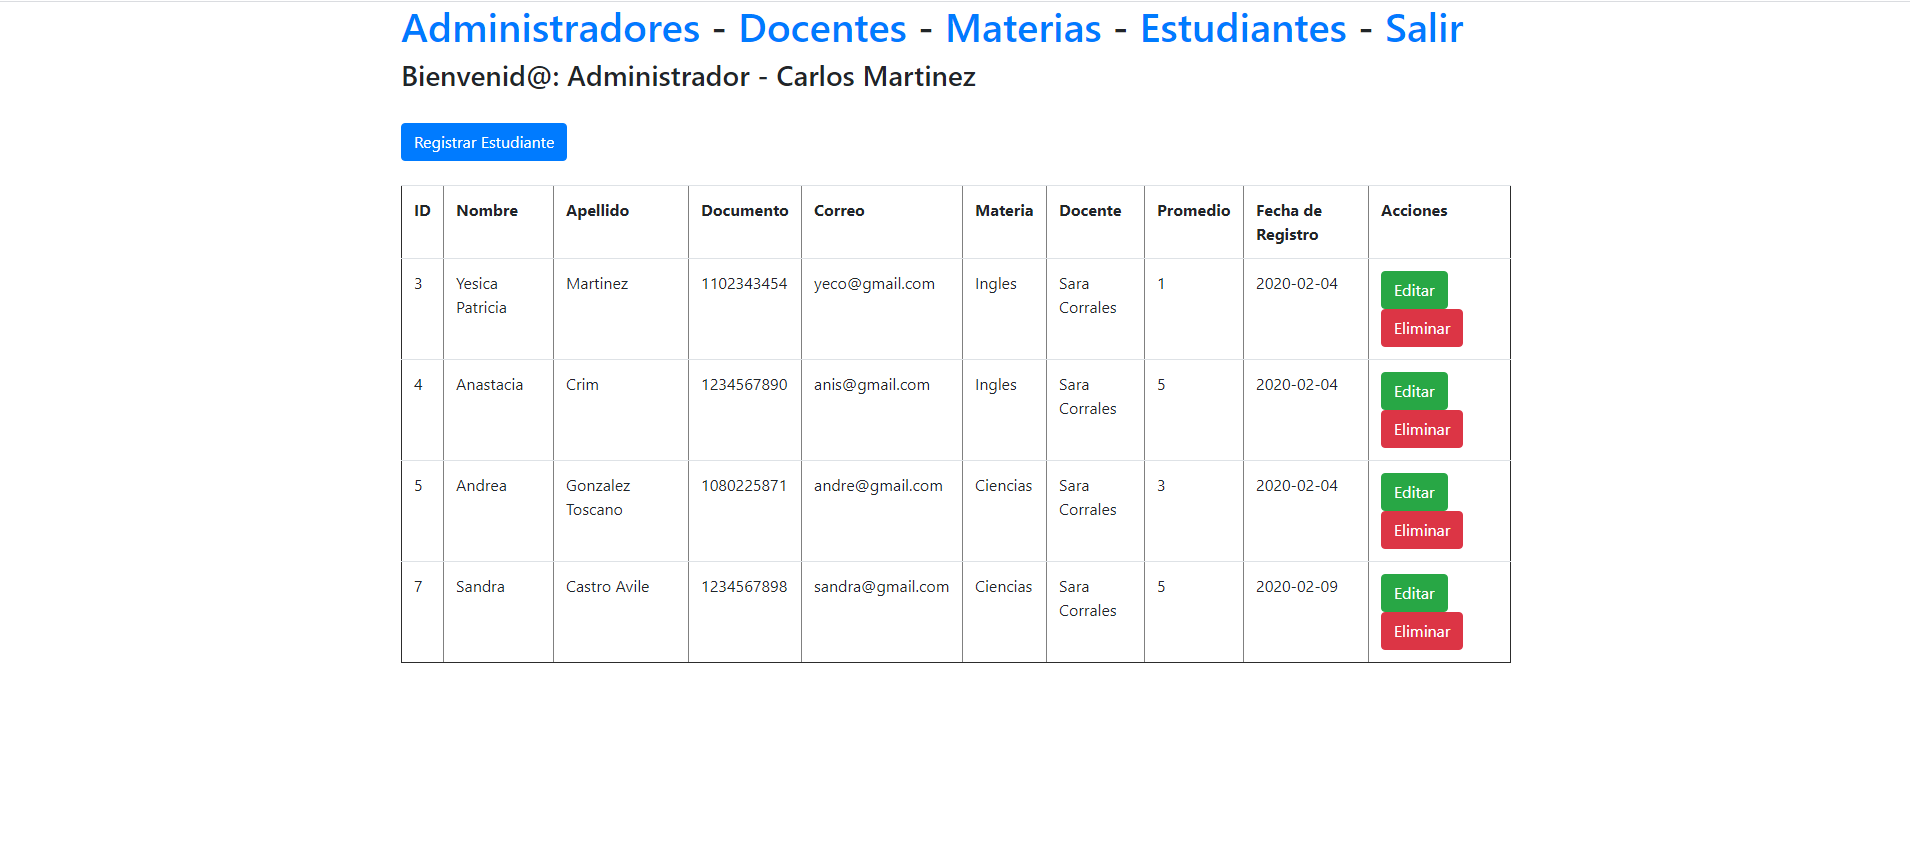 Administradores - Docentes - Materias - Estudiantes - Salir
Bienvenid@: Administrador - Carlos Martinez
Registrar Estudiante
ID Nombre Apellido Documento Correo Materia Docente Promedio Fecha de Registro Acciones
3 Yesica Patricia Martinez 1102343454 yeco@gmail.com Ingles Sara Corrales 1 2020-02-04 Editar Eliminar
4 Anastacia Crim 1234567890 anis@gmail.com Ingles Sara Corrales 5 2020-02-04 Editar Eliminar
5 Andrea Gonzalez Toscano 1080225871 andre@gmail.com Ciencias Sara Corrales 3 2020-02-04 Editar Eliminar
7 Sandra Castro Avile 1234567898 sandra@gmail.com Ciencias Sara Corrales 5 2020-02-09 Editar Eliminar